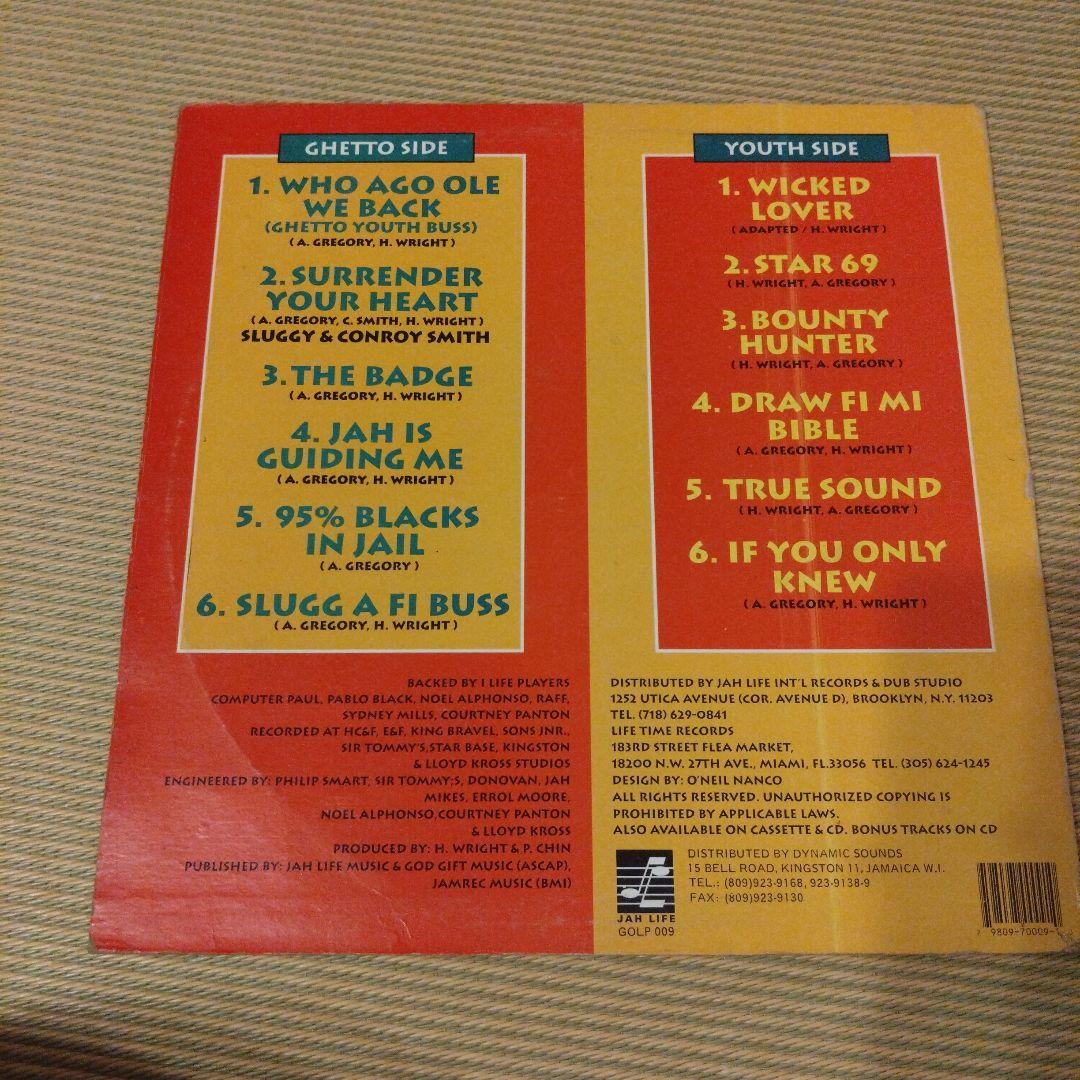 GHETTO SIDE
1. WHO AGO OLE
WE BACK
(GHETTO YOUTH BUSS)
( A. GREGORY, H. WRIGHT )
2. SURRENDER
YOUR HEART
( A. GREGORY, C. SMITH, H. WRIGHT )
SLUGGY & CONROY SMITH
3. THE BADGE
( A. GREGORY, H. WRIGHT )
4. JAH IS
GUIDING ME
( A. GREGORY, H. WRIGHT )
5. 95% BLACKS
IN JAIL
( A. GREGORY )
6. SLUGG A FI BUSS
( A. GREGORY, H. WRIGHT )
BACKED BY I LIFE PLAYERS
COMPUTER PAUL, PABLO BLACK, NOEL ALPHONSO, RAFF,
SYDNEY MILLS, COURTNEY PANTON
RECORDED AT HC&F, E&F, KING BRAVEL, SONS JNR.,
SIR TOMMY'S, STAR BASE, KINGSTON
& LLOYD KROSS STUDIOS
ENGINEERED BY: PHILIP SMART, SIR TOMMY;S, DONOVAN, JAH
MIKES, ERROL MOORE,
NOEL ALPHONSO, COURTNEY PANTON
& LLOYD KROSS
PRODUCED BY: H. WRIGHT & P. CHIN
PUBLISHED BY: JAH LIFE MUSIC & GOD GIFT MUSIC (ASCAP),
JAMREC MUSIC (BMI)
YOUTH SIDE
1. WICKED
LOVER
( ADAPTED / H. WRIGHT )
2. STAR 69
( H. WRIGHT, A. GREGORY )
3. BOUNTY
HUNTER
( H. WRIGHT, A. GREGORY )
4. DRAW FI MI
BIBLE
( A. GREGORY, H. WRIGHT )
5. TRUE SOUND
( H. WRIGHT, A. GREGORY )
6. IF YOU ONLY
KNEW
( A. GREGORY, H. WRIGHT )
DISTRIBUTED BY JAH LIFE INT'L RECORDS & DUB STUDIO
1252 UTICA AVENUE (COR. AVENUE D), BROOKLYN, N.Y. 11203
TEL. (718) 629-0841
LIFE TIME RECORDS
183RD STREET FLEA MARKET,
18200 N.W. 27TH AVE., MIAMI, FL.33056 TEL. (305) 624-1245
DESIGN BY: O'NEIL NANCO
ALL RIGHTS RESERVED. UNAUTHORIZED COPYING IS
PROHIBITED BY APPLICABLE LAWS.
ALSO AVAILABLE ON CASSETTE & CD. BONUS TRACKS ON CD
JAH LIFE
GOLP 009
DISTRIBUTED BY DYNAMIC SOUNDS
15 BELL ROAD, KINGSTON 11, JAMAICA W.I.
TEL.: (809)923-9168, 923-9138-9
FAX: (809)923-9130
7 9809-70009-